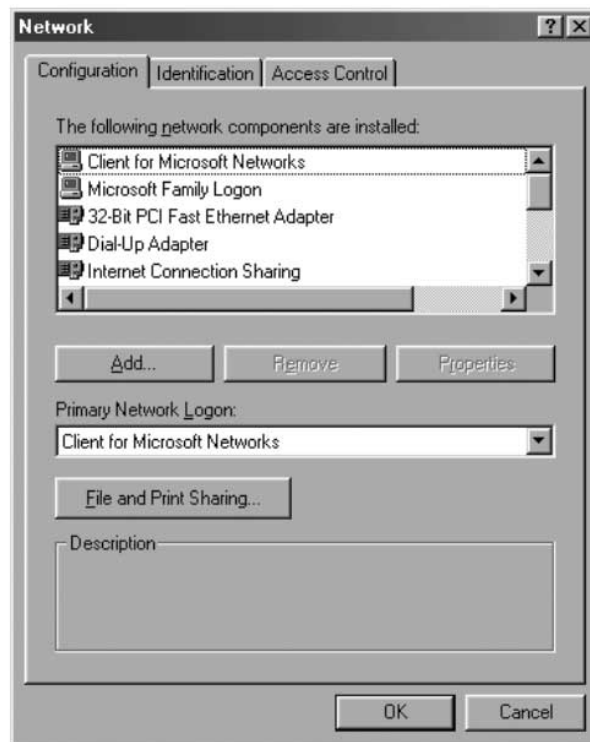 Network
Configuration Identification Access Control
The following network components are installed:
Client for Microsoft Networks
Microsoft Family Logon
32-Bit PCI Fast Ethernet Adapter
Dial-Up Adapter
Internet Connection Sharing
Add... Remove Properties
Primary Network Logon:
Client for Microsoft Networks
File and Print Sharing...
Description
OK Cancel